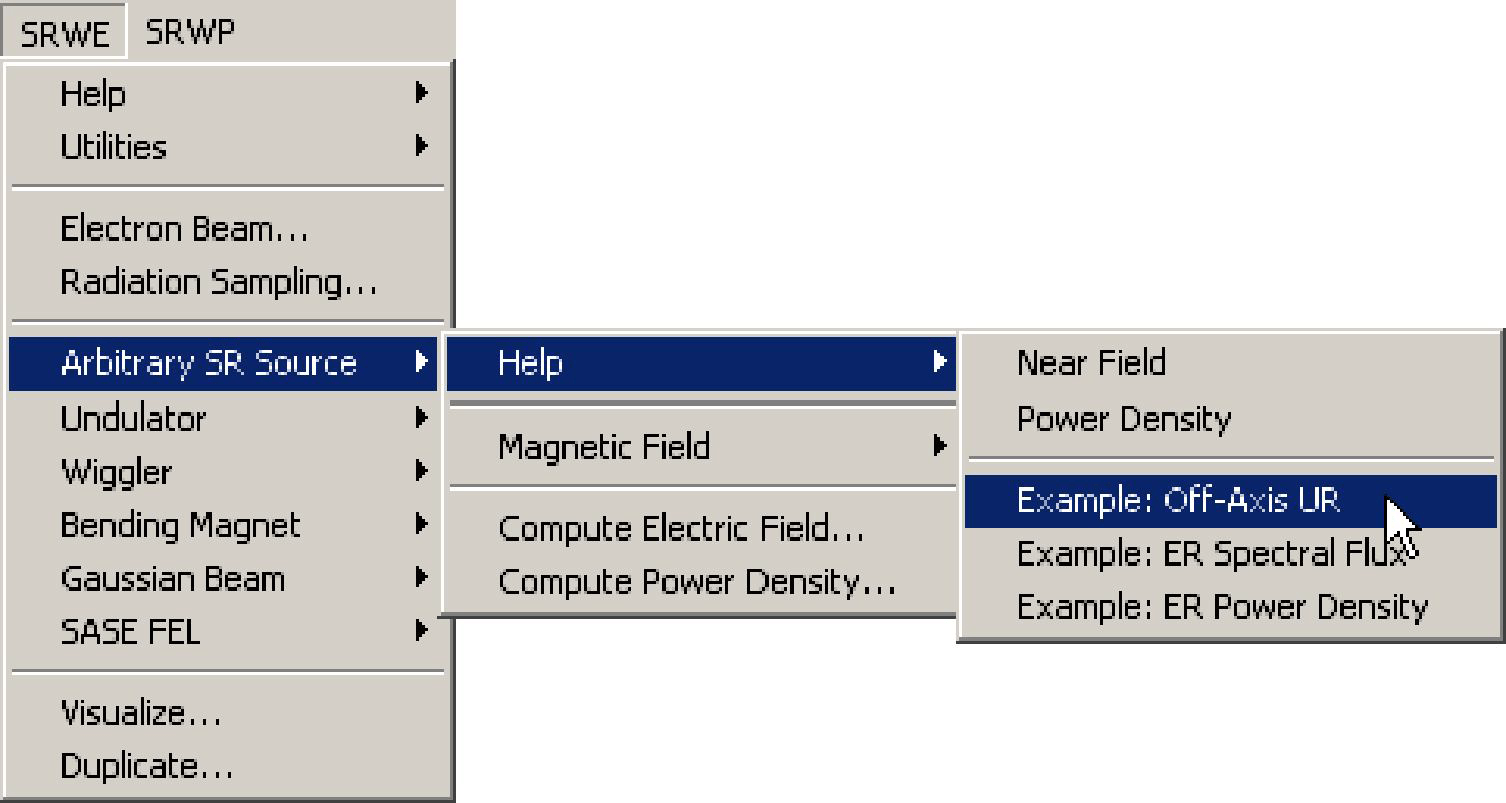 SRWE SRWP
Help
Utilities
Electron Beam...
Radiation Sampling...
Arbitrary SR Source
Undulator
Wiggler
Bending Magnet
Gaussian Beam
SASE FEL
Visualize...
Duplicate...
Help
Magnetic Field
Compute Electric Field...
Compute Power Density...
Near Field
Power Density
Example: Off-Axis UR
Example: ER Spectral Flux
Example: ER Power Density